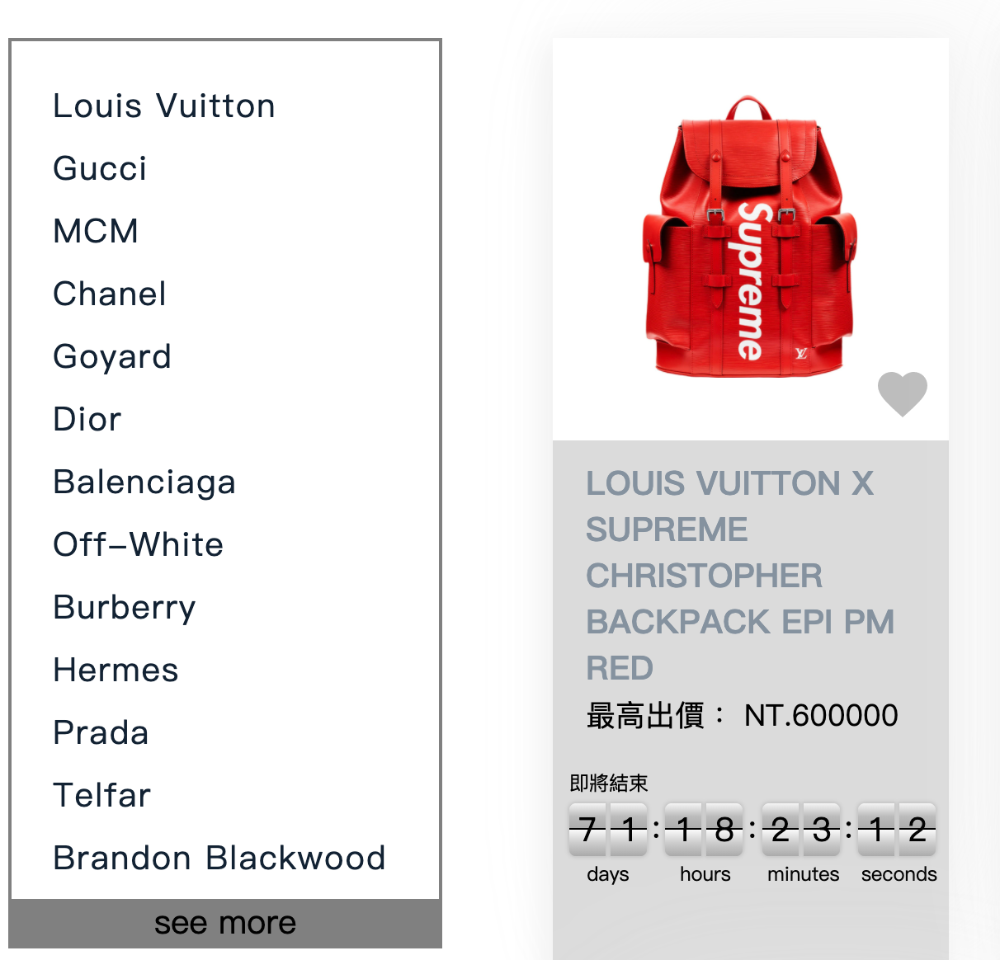 Louis Vuitton
Gucci
MCM
Chanel
Goyard
Dior
Balenciaga
Off–White
Burberry
Hermes
Prada
Telfar
Brandon Blackwood
see more
Supreme
LV
LOUIS VUITTON X
SUPREME
CHRISTOPHER
BACKPACK EPI PM
RED
最高出價： NT.600000
即將結束
71:18:23:12
days hours minutes seconds